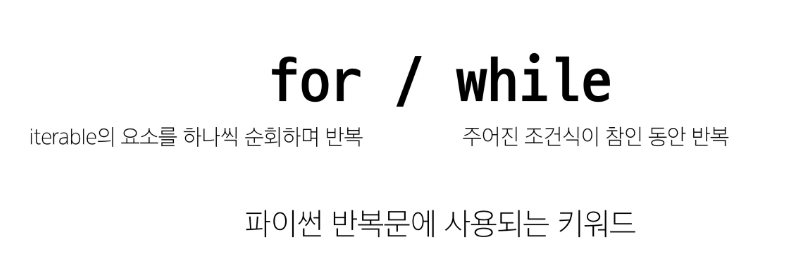 for / while
iterable의 요소를 하나씩 순회하며 반복 주어진 조건식이 참인 동안 반복
파이썬 반복문에 사용되는 키워드